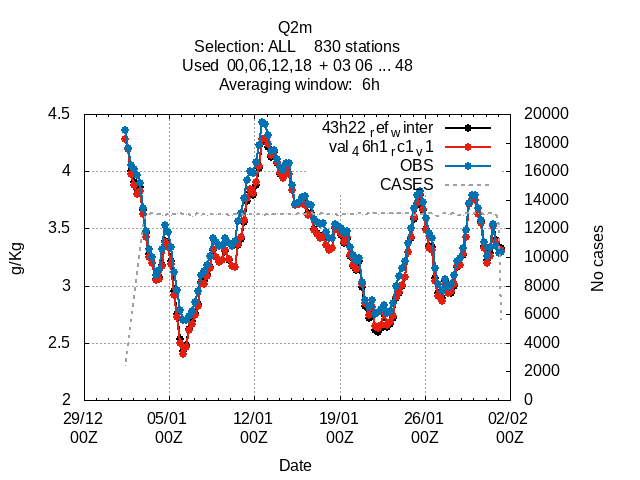 Q2m
Selection: ALL 830 stations
Used 00,06,12,18 + 03 06 ... 48
Averaging window: 6h
43h22_ref_winter
val_46h1_rc1_v1
OBS
CASES
g/Kg
4.5
4
3.5
3
2.5
2
No cases
20000
18000
16000
14000
12000
10000
8000
6000
4000
2000
0
29/12 05/01 12/01 19/01 26/01 02/02
00Z 00Z 00Z 00Z 00Z 00Z
Date